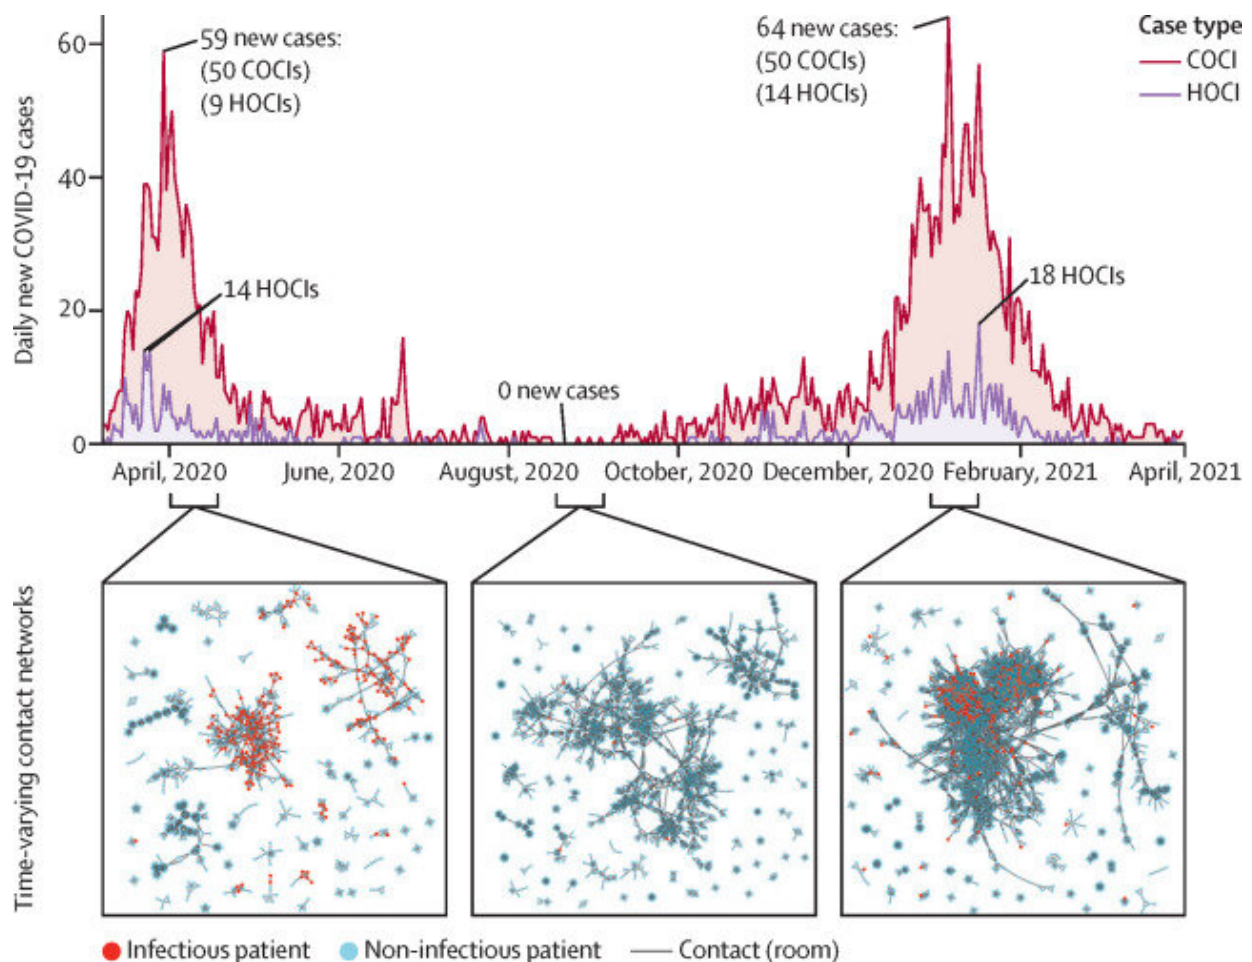 Daily new COVID-19 cases
60
40
20
0
59 new cases:
(50 COCIs)
(9 HOCIs)
14 HOCIs
0 new cases
64 new cases:
(50 COCIs)
(14 HOCIs)
18 HOCIs
Case type
COCI
HOCI
April, 2020
June, 2020
August, 2020
October, 2020
December, 2020
February, 2021
April, 2021
Time-varying contact networks
Infectious patient
Non-infectious patient
Contact (room)